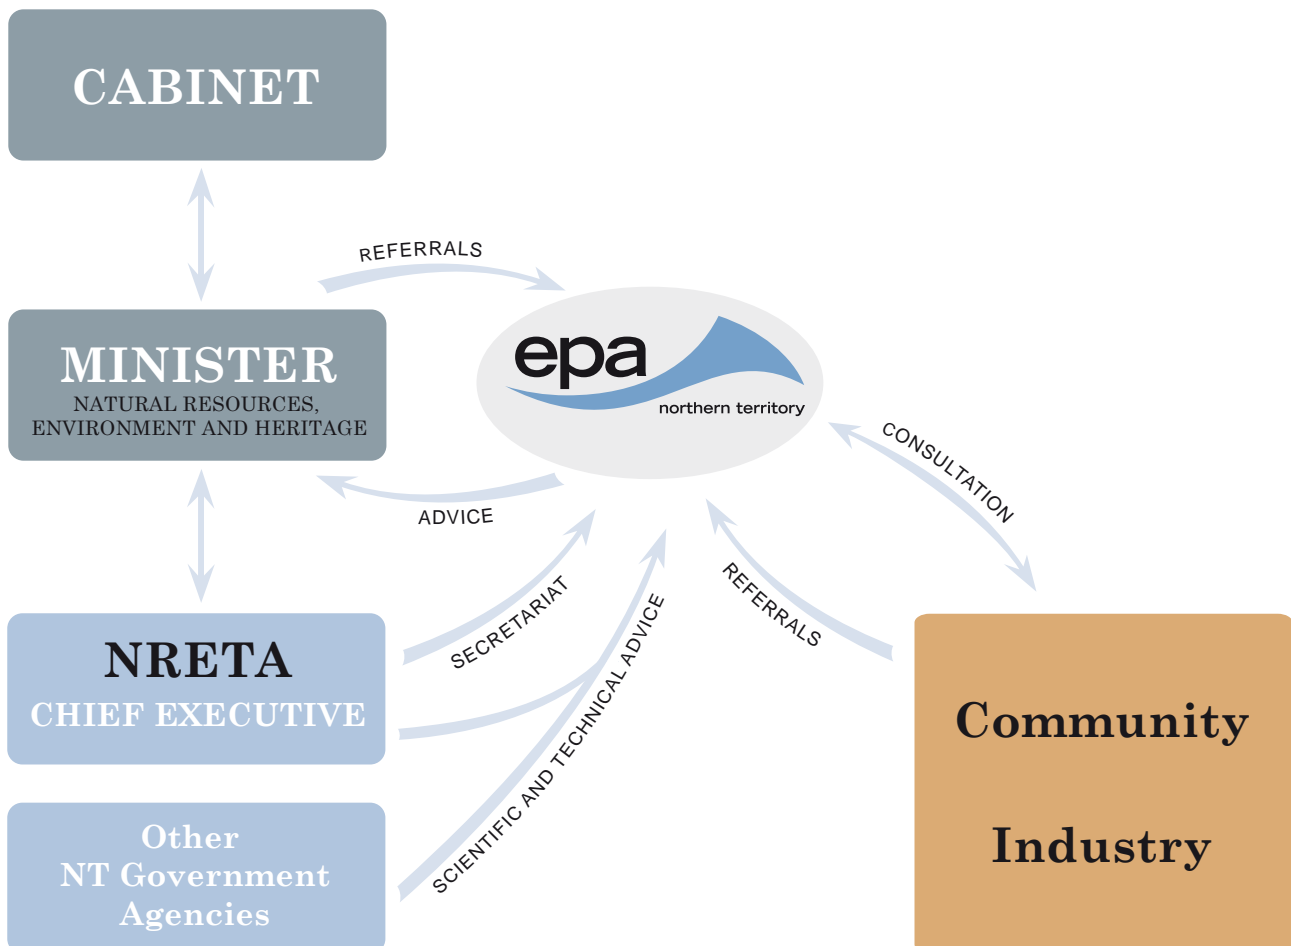 CABINET
REFERRALS
MINISTER
NATURAL RESOURCES,
ENVIRONMENT AND HERITAGE
epa
northern territory
CONSULTATION
ADVICE
SECRETARIAT
REFERRALS
SCIENTIFIC AND TECHNICAL ADVICE
NRETA
CHIEF EXECUTIVE
Other
NT Government
Agencies
Community
Industry